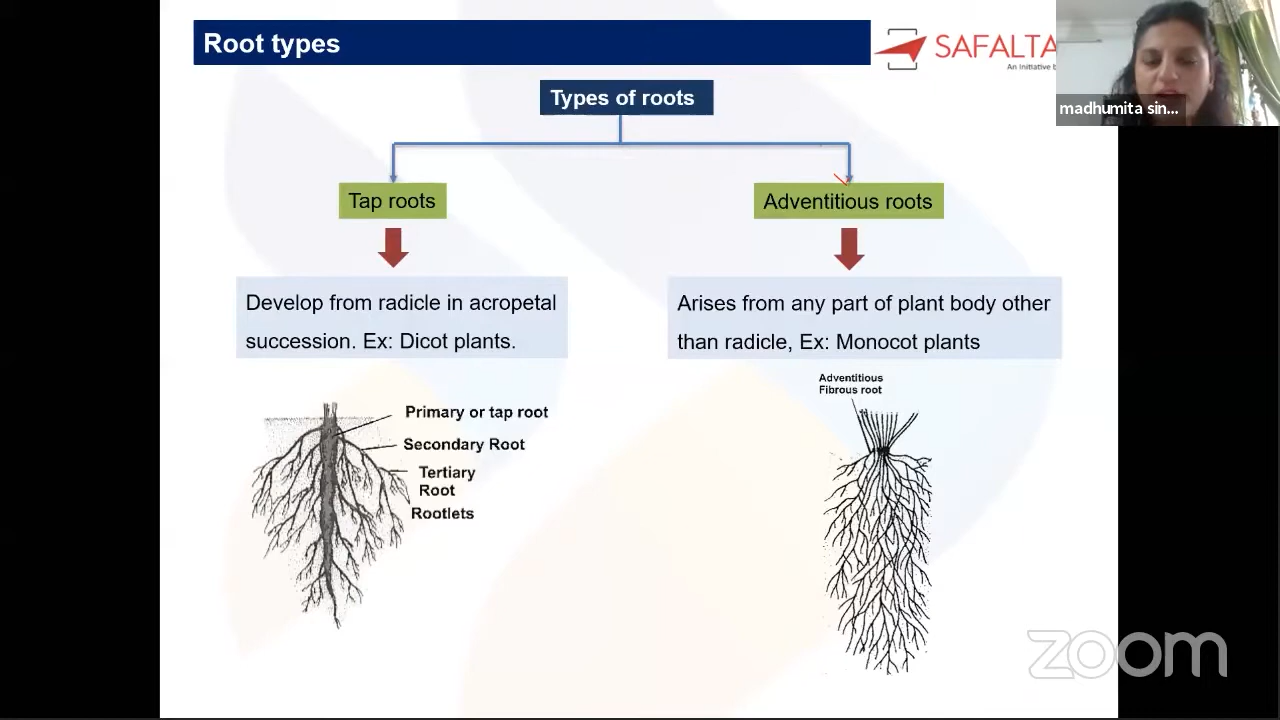 Root types
SAFALTA
An Initiative b
madhumita sin...
Types of roots
Tap roots
Adventitious roots
Develop from radicle in acropetal
succession. Ex: Dicot plants.
Arises from any part of plant body other
than radicle, Ex: Monocot plants
Primary or tap root
Secondary Root
Tertiary
Root
Rootlets
Adventitious
Fibrous root
zoom